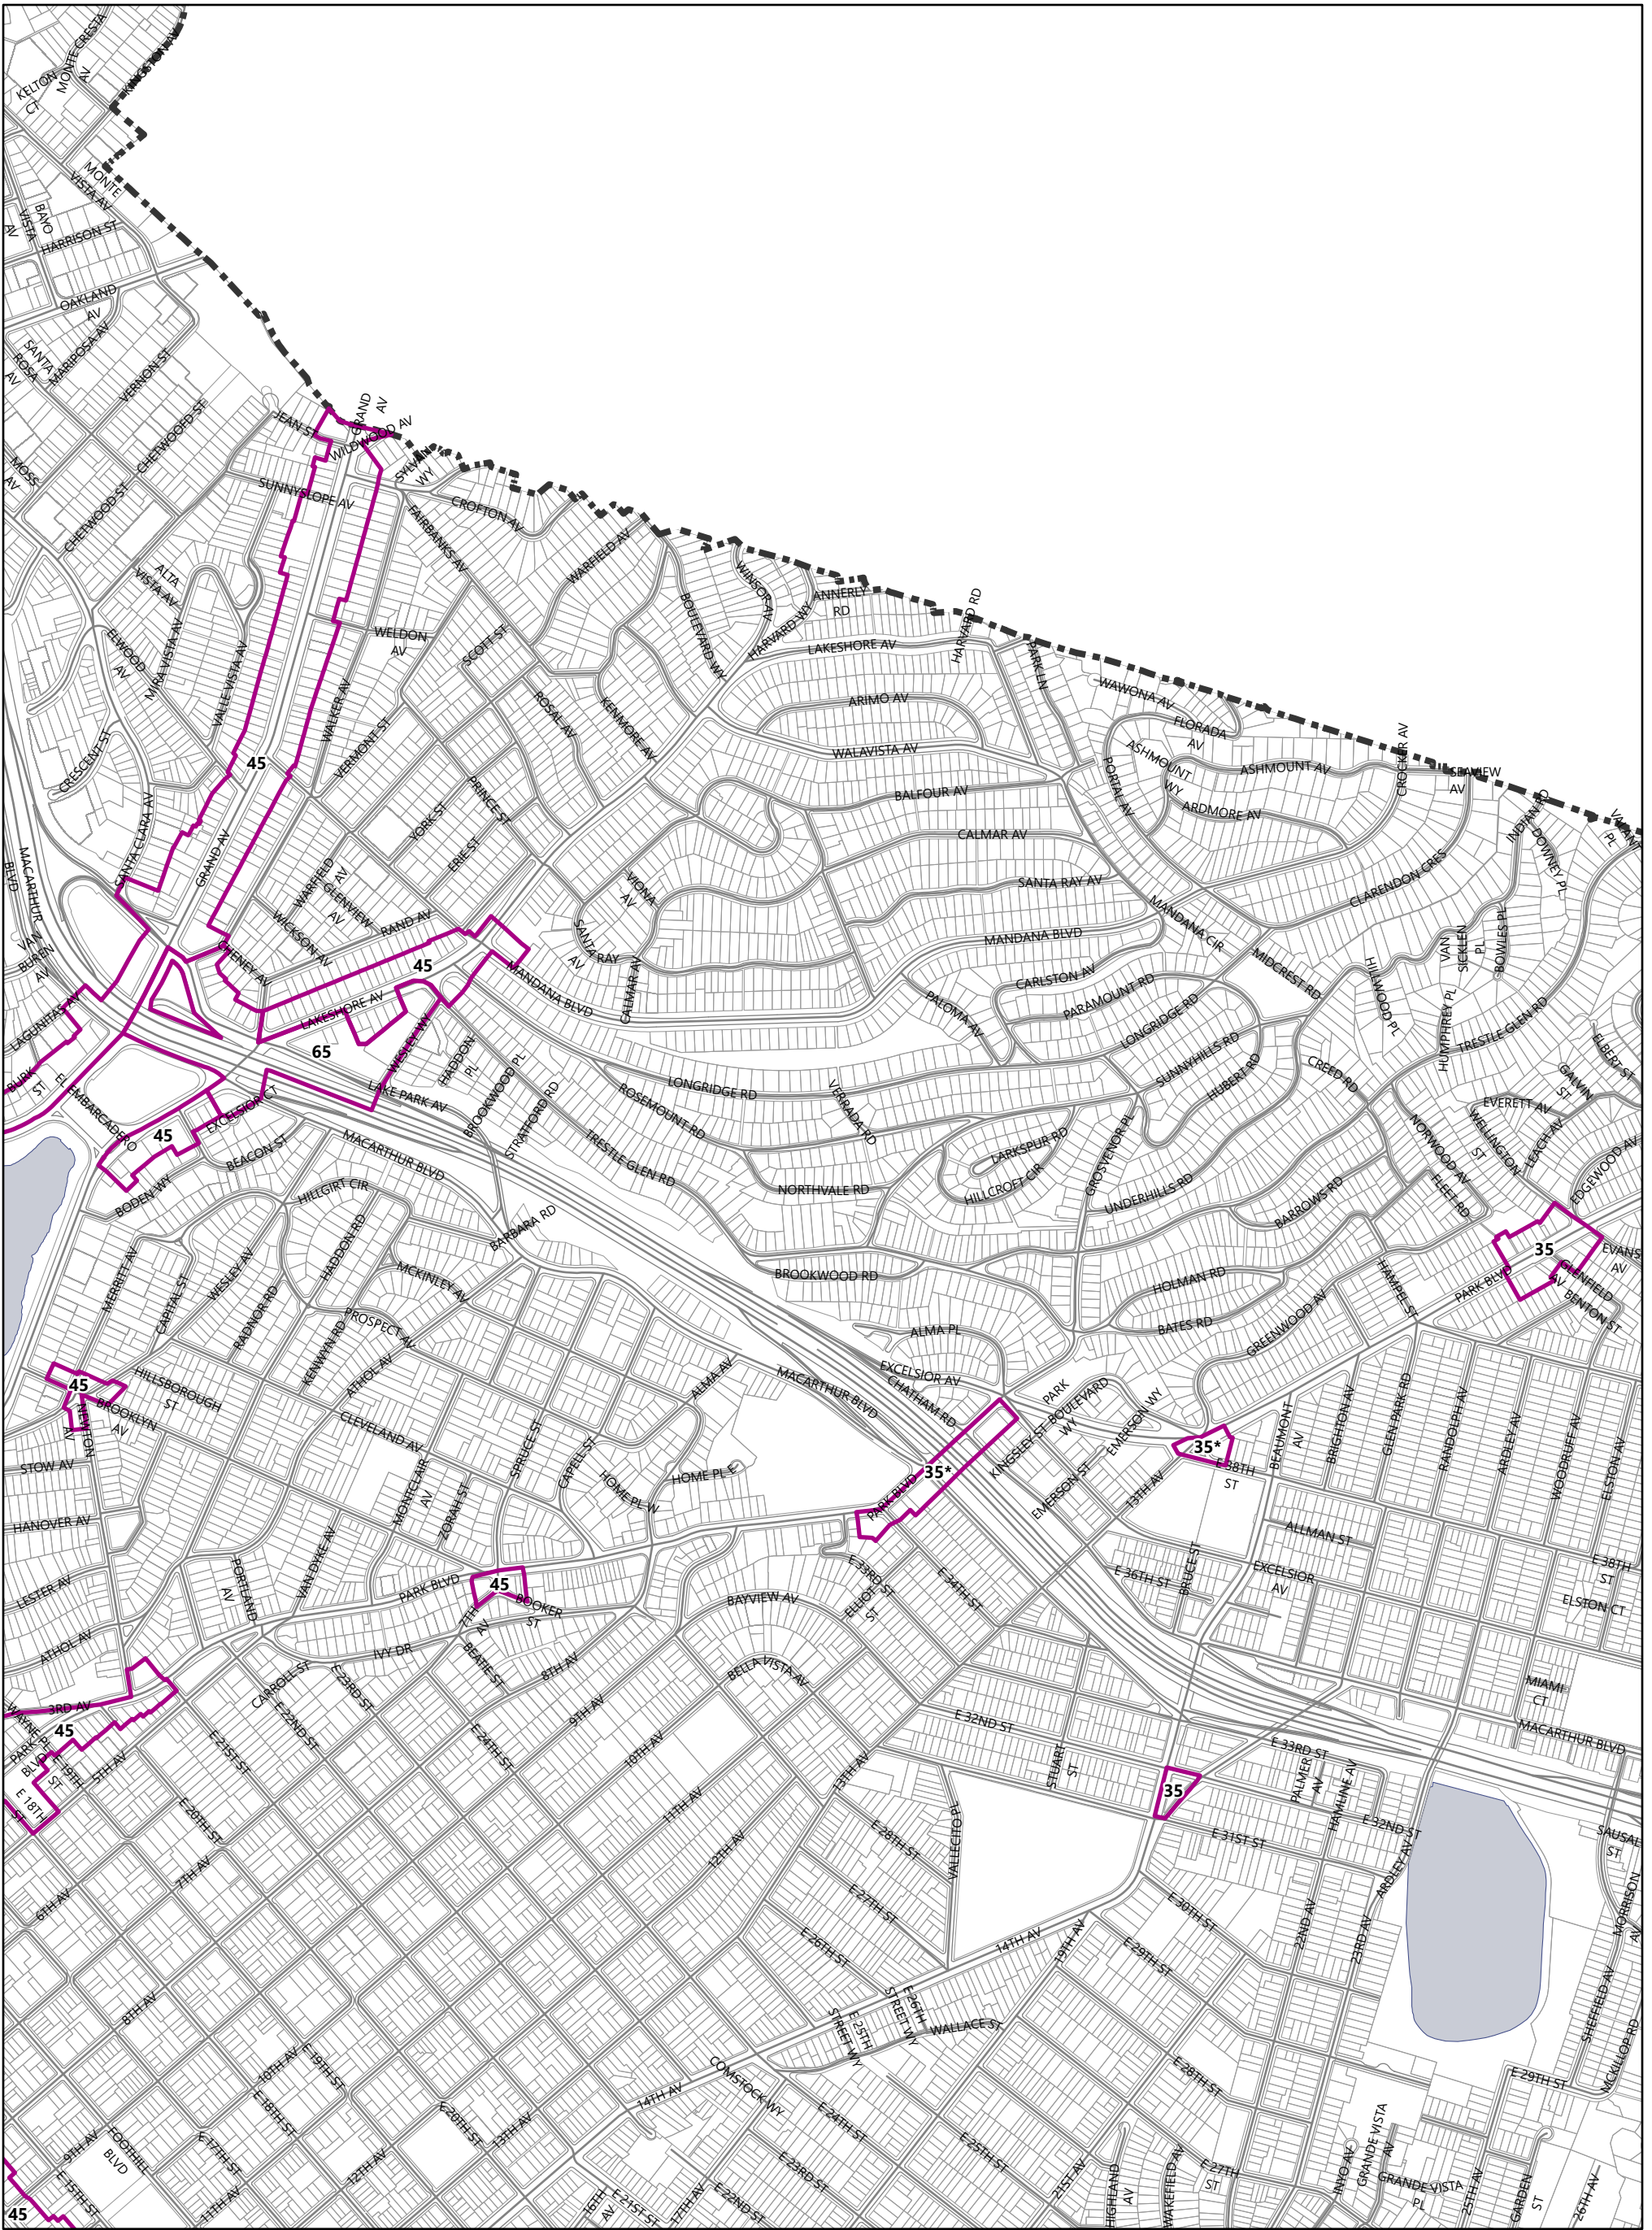 MONTE CRESTA
AV
KINGSTON AV
KELTON
CT
MONTE
VISTA AV
BAYO
VISTA
AV
HARRISON ST
OAKLAND
AV
SANTA
ROSA
AV
MARIPOSA AV
VERNON ST
CHETWOOD ST
MOSS
AV
CHETWOOD ST
JEAN ST
GRAND
AV
WILDWOOD AV
SYLVAN
WY
SUNNYSLOPE AV
CROFTON AV
FAIRBANKS AV
WARFIELD AV
ALTA
VISTA AV
ELWOOD
AV
MIRA VISTA AV
VALLE VISTA AV
WALKER AV
WELDON
AV
SCOTT ST
BOULEVARD WY
WINSOR AV
HARVARD WY
ANNERLY
RD
LAKESHORE AV
HARVARD RD
PARK LN
ARIMO AV
WALAVISTA AV
WAWONA AV
FLORADA
AV
ASHMOUNT
WY
ASHMOUNT AV
CROCKER AV
SEAVIEW
AV
ARDMORE AV
PORTAL AV
INDIAN RD
DOWNEY PL
VALANT
PL
CRESCENT ST
SANTA CLARA AV
45
GRAND AV
VERMONT ST
ROSAL AV
KENMORE AV
YORK ST
PRINCE ST
ERIE ST
BALFOUR AV
CALMAR AV
SANTA RAY AV
MANDANA BLVD
MANDANA CIR
CLARENDON CRES
MACARTHUR
BLVD
VAN
BUREN
AV
WARFIELD
AV
GLENVIEW
AV
WICKSON AV
RAND AV
CHENEY AV
VIONA
AV
SANTA RAY
AV
CALMAR AV
MANDANA BLVD
CARLSTON AV
PALOMA AV
PARAMOUNT RD
LONGRIDGE RD
MIDCREST RD
HILLWOOD PL
VAN
SICKLEN
PL
BOWLES PL
HUMPHREY PL
TRESTLE GLEN RD
ELBERT ST
LAGUNITAS AV
45
LAKESHORE AV
65
WESLEY WY
HADDON
PL
LAKE PARK AV
BROOKWOOD PL
STRATFORD RD
LONGRIDGE RD
ROSEMOUNT RD
TRESTLE GLEN RD
VERRADA RD
SUNNYHILLS RD
HUBERT RD
CREED RD
GALVIN
ST
EVERETT AV
WELLINGTON
ST
LEACH AV
NORWOOD AV
FLEET RD
EDGEWOOD AV
BURK
ST
EL EMBARCADERO
EXCELSIOR CT
45
BEACON ST
BODEN WY
MACARTHUR BLVD
HILLGIRT CIR
BARBARA RD
NORTHVALE RD
LARKSPUR RD
HILLCROFT CIR
GROSVENOR PL
UNDERHILLS RD
BARROWS RD
35
EVANS
AV
GLENFIELD
AV
BENTON ST
PARK BLVD
MERRITT AV
CAPITAL ST
WESLEY AV
RADNOR RD
HADDON RD
KENWYN RD
MCKINLEY AV
PROSPECT AV
ATHOL AV
BROOKWOOD RD
HOLMAN RD
BATES RD
GREENWOOD AV
HAMPEL ST
ALMA PL
EXCELSIOR AV
CHATHAM RD
MACARTHUR BLVD
ALMA AV
45
NEWTON
AV
BROOKLYN
AV
HILLSBOROUGH
ST
CLEVELAND AV
STOW AV
HANOVER AV
LESTER AV
ATHOL AV
MONTCLAIR
AV
ZORAH ST
SPRUCE ST
CAPELL ST
HOME PL W
HOME PL E
35*
PARK BLVD
PARK
BOULEVARD
WY
KINGSLEY ST
EMERSON WY
EMERSON ST
13TH AV
35*
E 38TH
ST
BEAUMONT
AV
BRIGHTON AV
GLEN PARK RD
RANDOLPH AV
ARDLEY AV
WOODRUFF AV
ELSTON AV
ALLMAN ST
EXCELSIOR
AV
E 38TH
ST
ELSTON CT
E 36TH ST
BRUCE ST
PORTLAND
AV
VAN DYKE AV
PARK BLVD
45
7TH
AV
BOOKER
ST
IVY DR
BEATIE ST
8TH AV
BAYVIEW AV
E 33RD ST
ELLIOT
ST
E 34TH ST
BELLA VISTA AV
9TH AV
10TH AV
11TH AV
12TH AV
13TH AV
3RD AV
WAYNE PL
45
PARK
BLVD
E 19TH
ST
E 18TH
ST
5TH AV
CARROLL ST
E 23RD ST
E 22ND ST
E 21ST ST
E 24TH ST
E 20TH ST
7TH AV
6TH AV
E 32ND ST
STUART
ST
35
E 33RD ST
PALMER
AV
HAMLINE AV
E 32ND ST
E 31ST ST
ARDLEY AV
MIAMI
CT
MACARTHUR BLVD
SAUSAL
ST
MORRISON
AV
VALLECITO PL
E 28TH ST
E 27TH ST
E 26TH ST
E 30TH ST
E 29TH ST
22ND AV
23RD AV
14TH AV
19TH AV
E 26TH
STREET WY
E 25TH
STREET WY
WALLACE ST
SHEFFIELD AV
MCKILLOP RD
E 29TH ST
8TH AV
10TH AV
E 19TH ST
E 18TH ST
E 20TH ST
13TH AV
14TH AV
COMSTOCK WY
E 24TH ST
E 23RD ST
E 25TH ST
E 28TH ST
E 27TH
ST
9TH AV
FOOTHILL
BLVD
E 17TH ST
E 15TH ST
11TH AV
12TH AV
16TH
AV
E 21ST ST
17TH AV
E 22ND ST
21ST AV
HIGHLAND
AV
WAKEFIELD AV
INYO AV
GRANDE VISTA
AV
GRANDE VISTA
PL
25TH AV
GARDEN
ST
26TH AV
45